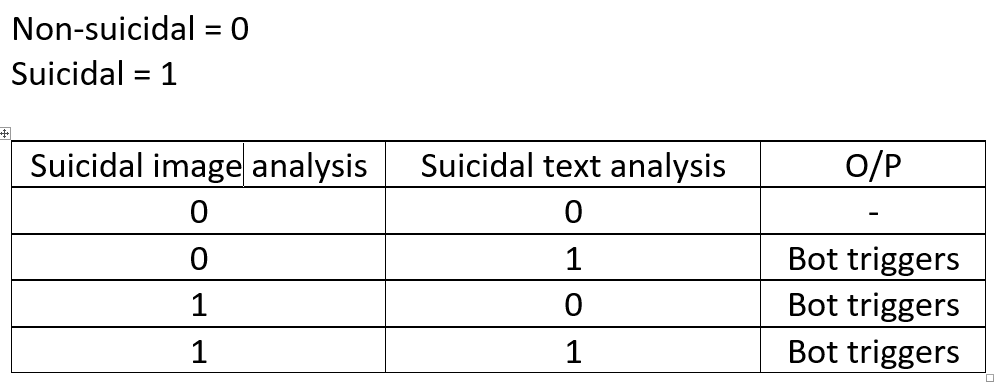 Non-suicidal = 0
Suicidal = 1
Suicidal image analysis Suicidal text analysis O/P
0 0 -
0 1 Bot triggers
1 0 Bot triggers
1 1 Bot triggers